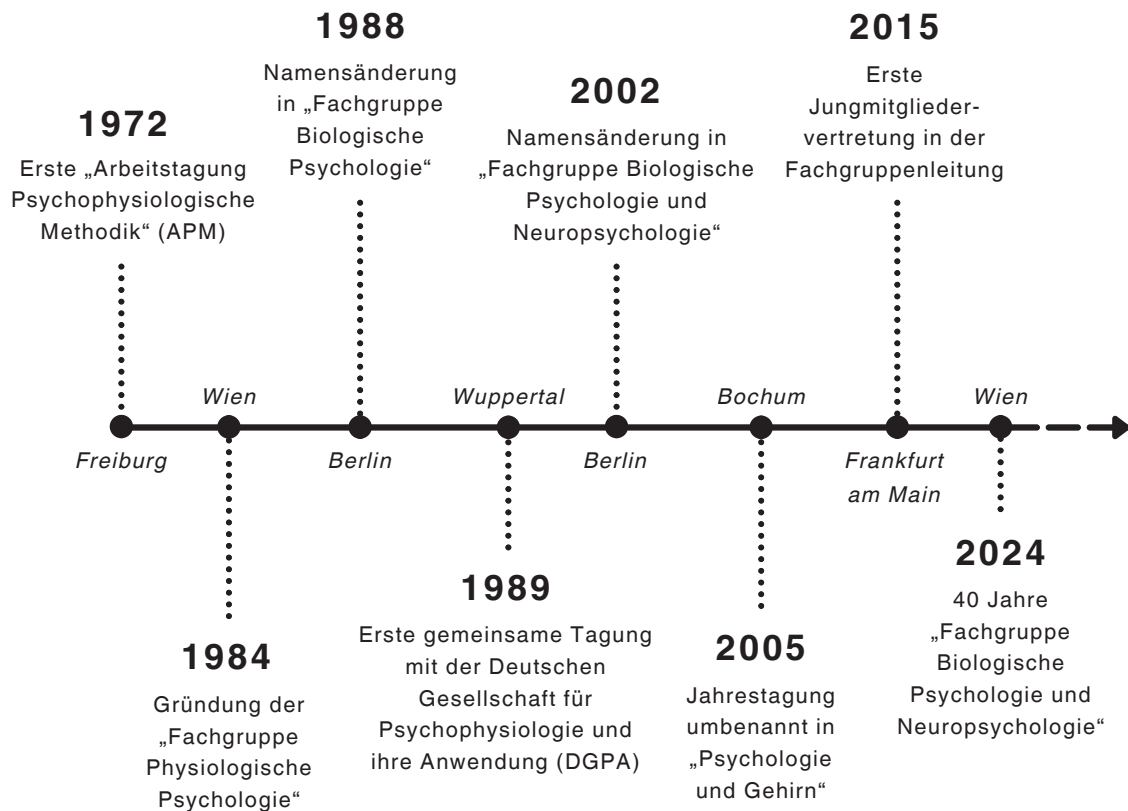 1972
Erste „Arbeitstagung
Psychophysiologische
Methodik“ (APM)
Freiburg
Wien
1984
Gründung der
„Fachgruppe
Physiologische
Psychologie“
1988
Namensänderung
in „Fachgruppe
Biologische
Psychologie“
Berlin
Wuppertal
1989
Erste gemeinsame Tagung
mit der Deutschen
Gesellschaft für
Psychophysiologie und
ihre Anwendung (DGPA)
2002
Namensänderung in
„Fachgruppe Biologische
Psychologie und
Neuropsychologie“
Berlin
Bochum
2005
Jahrestagung
umbenannt in
„Psychologie
und Gehirn“
2015
Erste
Jungmitglieder-
vertretung in der
Fachgruppenleitung
Frankfurt
am Main
Wien
2024
40 Jahre
„Fachgruppe
Biologische
Psychologie und
Neuropsychologie“